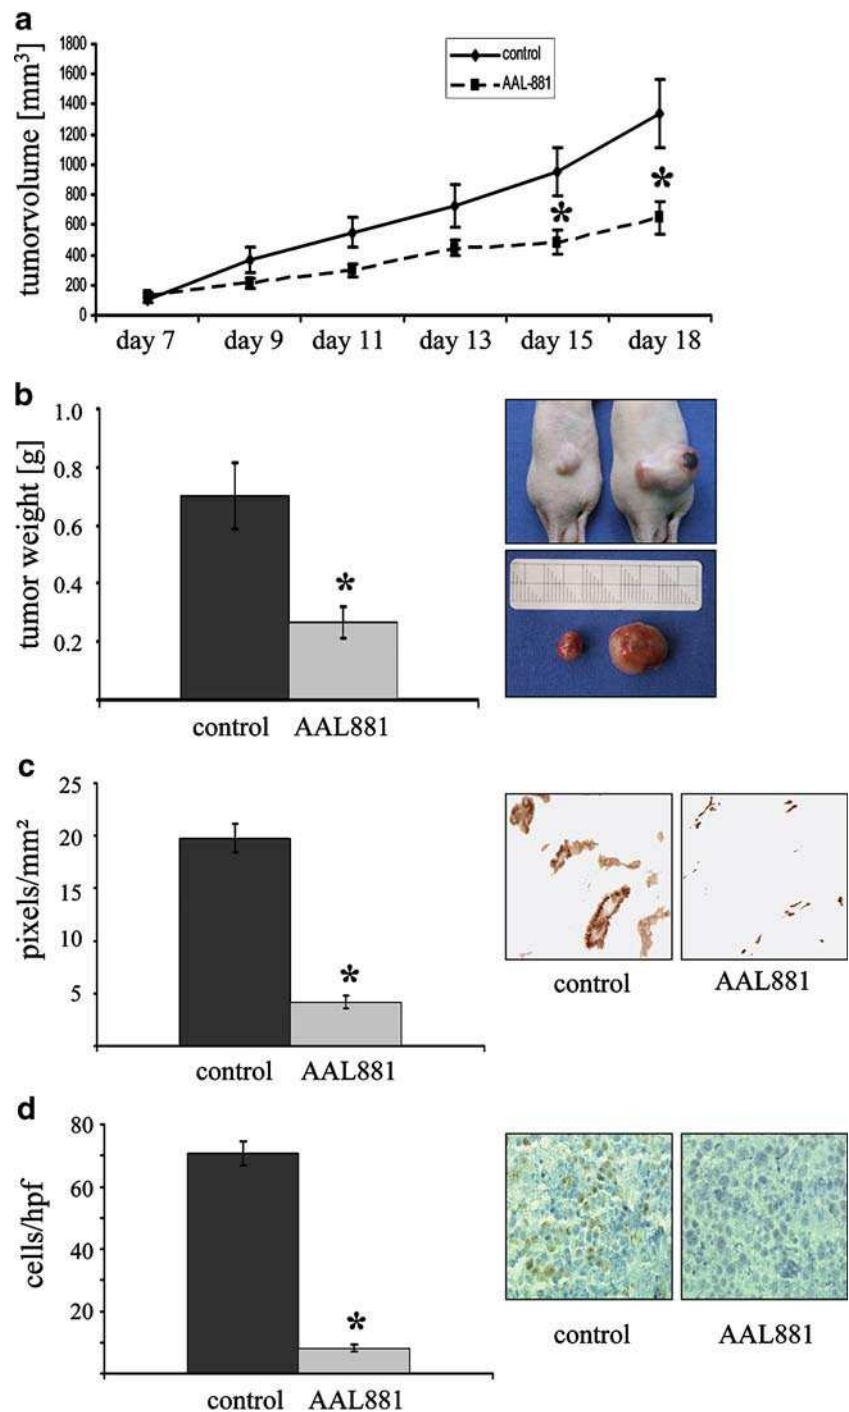 a
tumorvolume [mm³]
1800
1600
1400
1200
1000
800
600
400
200
0
control
AAL-881
*
*
day 7 day 9 day 11 day 13 day 15 day 18
b
tumor weight [g]
1.0
0.8
0.6
0.4
0.2
*
control AAL881
c
pixels/mm²
25
20
15
10
5
*
control AAL881
control AAL881
d
cells/hpf
80
60
40
20
*
control AAL881
control AAL881